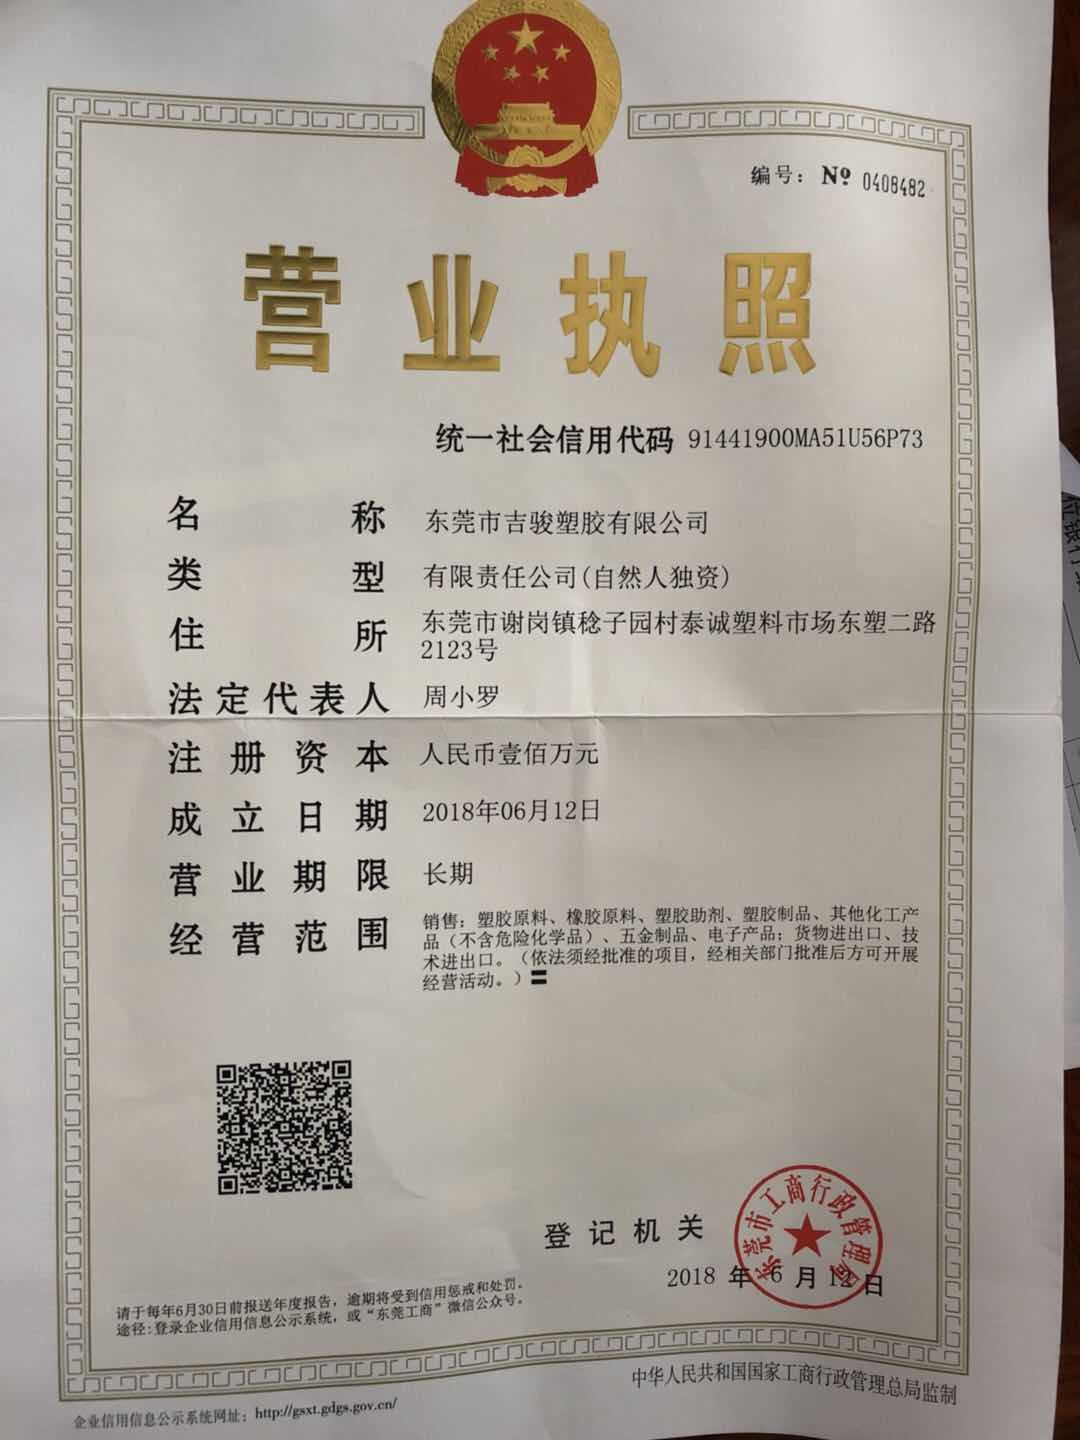 编号： № 0408482
营业执照
统一社会信用代码 91441900MA51U56P73
名称 东莞市吉骏塑胶有限公司
类型 有限责任公司(自然人独资)
住所 东莞市谢岗镇稔子园村泰诚塑料市场东塑二路
2123号
法定代表人 周小罗
注册资本 人民币壹佰万元
成立日期 2018年06月12日
营业期限 长期
经营范围 销售：塑胶原料、橡胶原料、塑胶助剂、塑胶制品、其他化工产
品（不含危险化学品）、五金制品、电子产品；货物进出口、技
术进出口。（依法须经批准的项目，经相关部门批准后方可开展
经营活动。）〓
登记机关
东莞市工商行政管理局
2018 年 6 月 12 日
请于每年6月30日前报送年度报告，逾期将受到信用惩戒和处罚。
途径:登录企业信用信息公示系统，或“东莞工商”微信公众号。
企业信用信息公示系统网址：http://gsxt.gdgs.gov.cn/
中华人民共和国国家工商行政管理总局监制